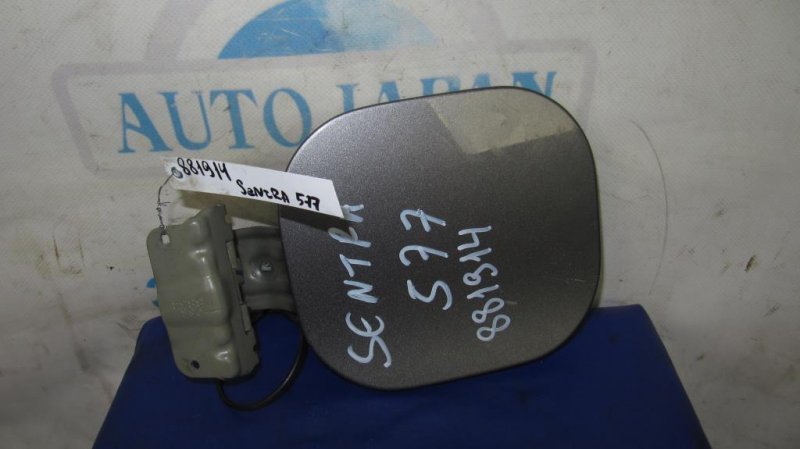 AUTO JAPAN
881914
SENTRA 577
SENTRA
577
881914